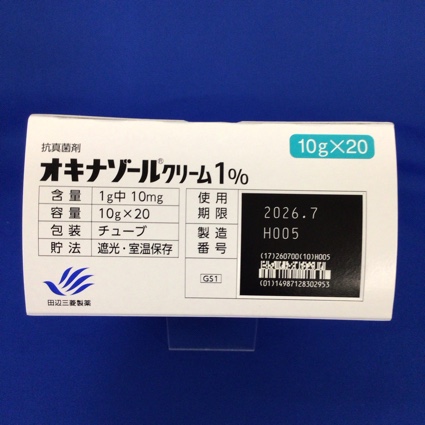 抗真菌剤
オキナゾール®クリーム1%
10g×20
含量 1g中 10mg
容量 10g×20
包装 チューブ
貯法 遮光・室温保存
使用期限 2026.7
製造番号 H005
(17)260700(10)H005
(01)14987128302953
GS1
田辺三菱製薬